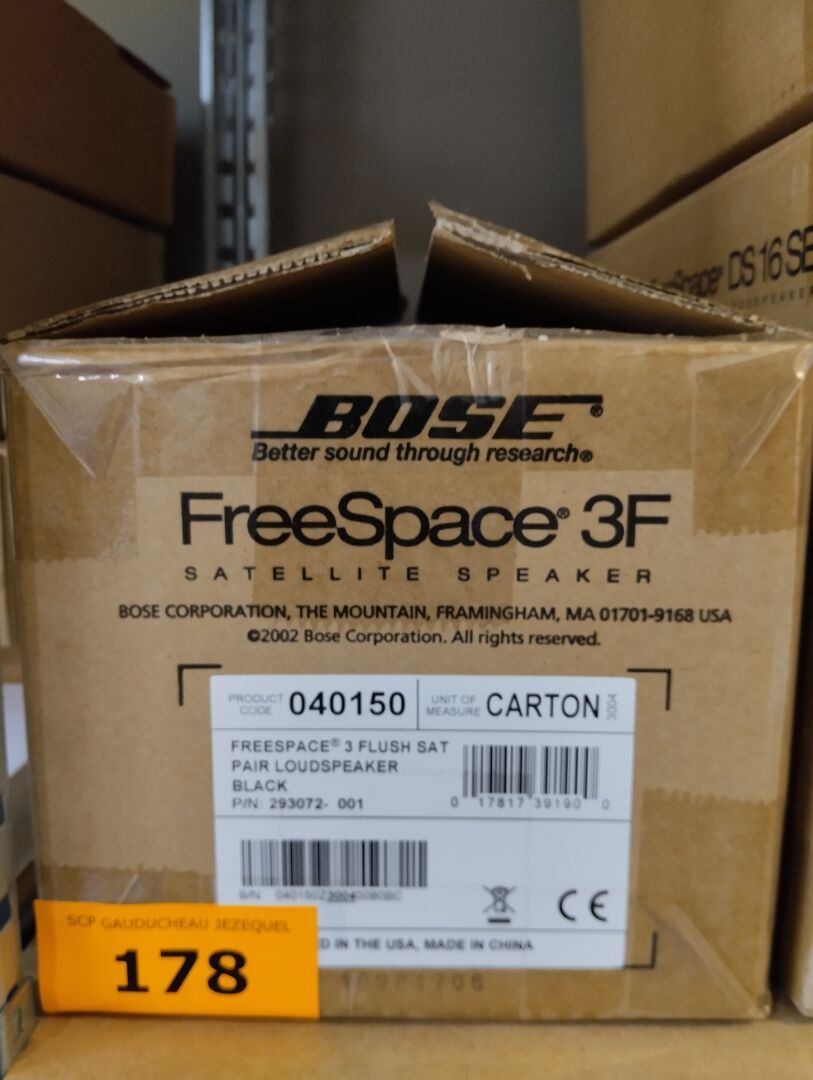 DS 16 SE
BOSE®
Better sound through research®
FreeSpace® 3F
SATELLITE SPEAKER
BOSE CORPORATION, THE MOUNTAIN, FRAMINGHAM, MA 01701-9168 USA
©2002 Bose Corporation. All rights reserved.
PRODUCT CODE 040150 UNIT OF MEASURE CARTON 3004
FREESPACE® 3 FLUSH SAT
PAIR LOUDSPEAKER
BLACK
P/N: 293072- 001
0 17817 39190 0
S/N
CE
D IN THE USA, MADE IN CHINA
SCP GAUDUCHEAU JEZEQUEL
178